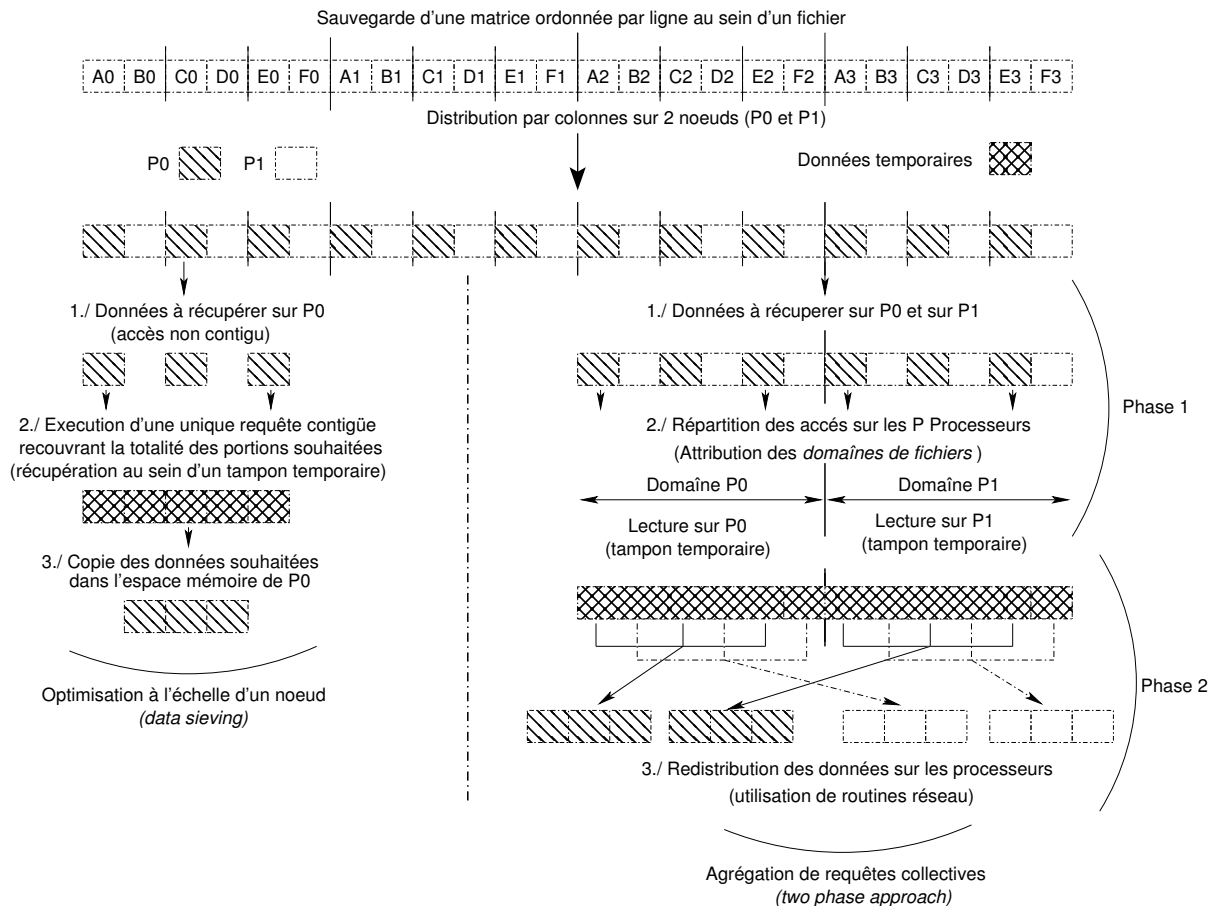 Sauvegarde d'une matrice ordonnée par ligne au sein d'un fichier
A0 B0 C0 D0 E0 F0 A1 B1 C1 D1 E1 F1 A2 B2 C2 D2 E2 F2 A3 B3 C3 D3 E3 F3
Distribution par colonnes sur 2 noeuds (P0 et P1)
P0 P1
Données temporaires
1./ Données à récupérer sur P0
(accès non contigu)
2./ Execution d'une unique requête contigüe
recouvrant la totalité des portions souhaitées
(récupération au sein d'un tampon temporaire)
3./ Copie des données souhaitées
dans l'espace mémoire de P0
Optimisation à l'échelle d'un noeud
(data sieving)
1./ Données à récuperer sur P0 et sur P1
2./ Répartition des accés sur les P Processeurs
(Attribution des domaînes de fichiers )
Domaîne P0
Domaîne P1
Lecture sur P0
(tampon temporaire)
Lecture sur P1
(tampon temporaire)
3./ Redistribution des données sur les processeurs
(utilisation de routines réseau)
Agrégation de requêtes collectives
(two phase approach)
Phase 1
Phase 2